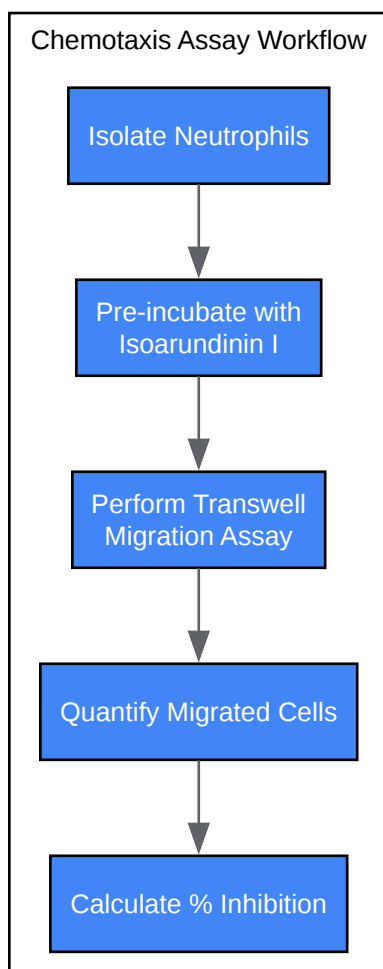 Chemotaxis Assay Workflow
Isolate Neutrophils
Pre-incubate with
Isoarundinin I
Perform Transwell
Migration Assay
Quantify Migrated Cells
Calculate % Inhibition